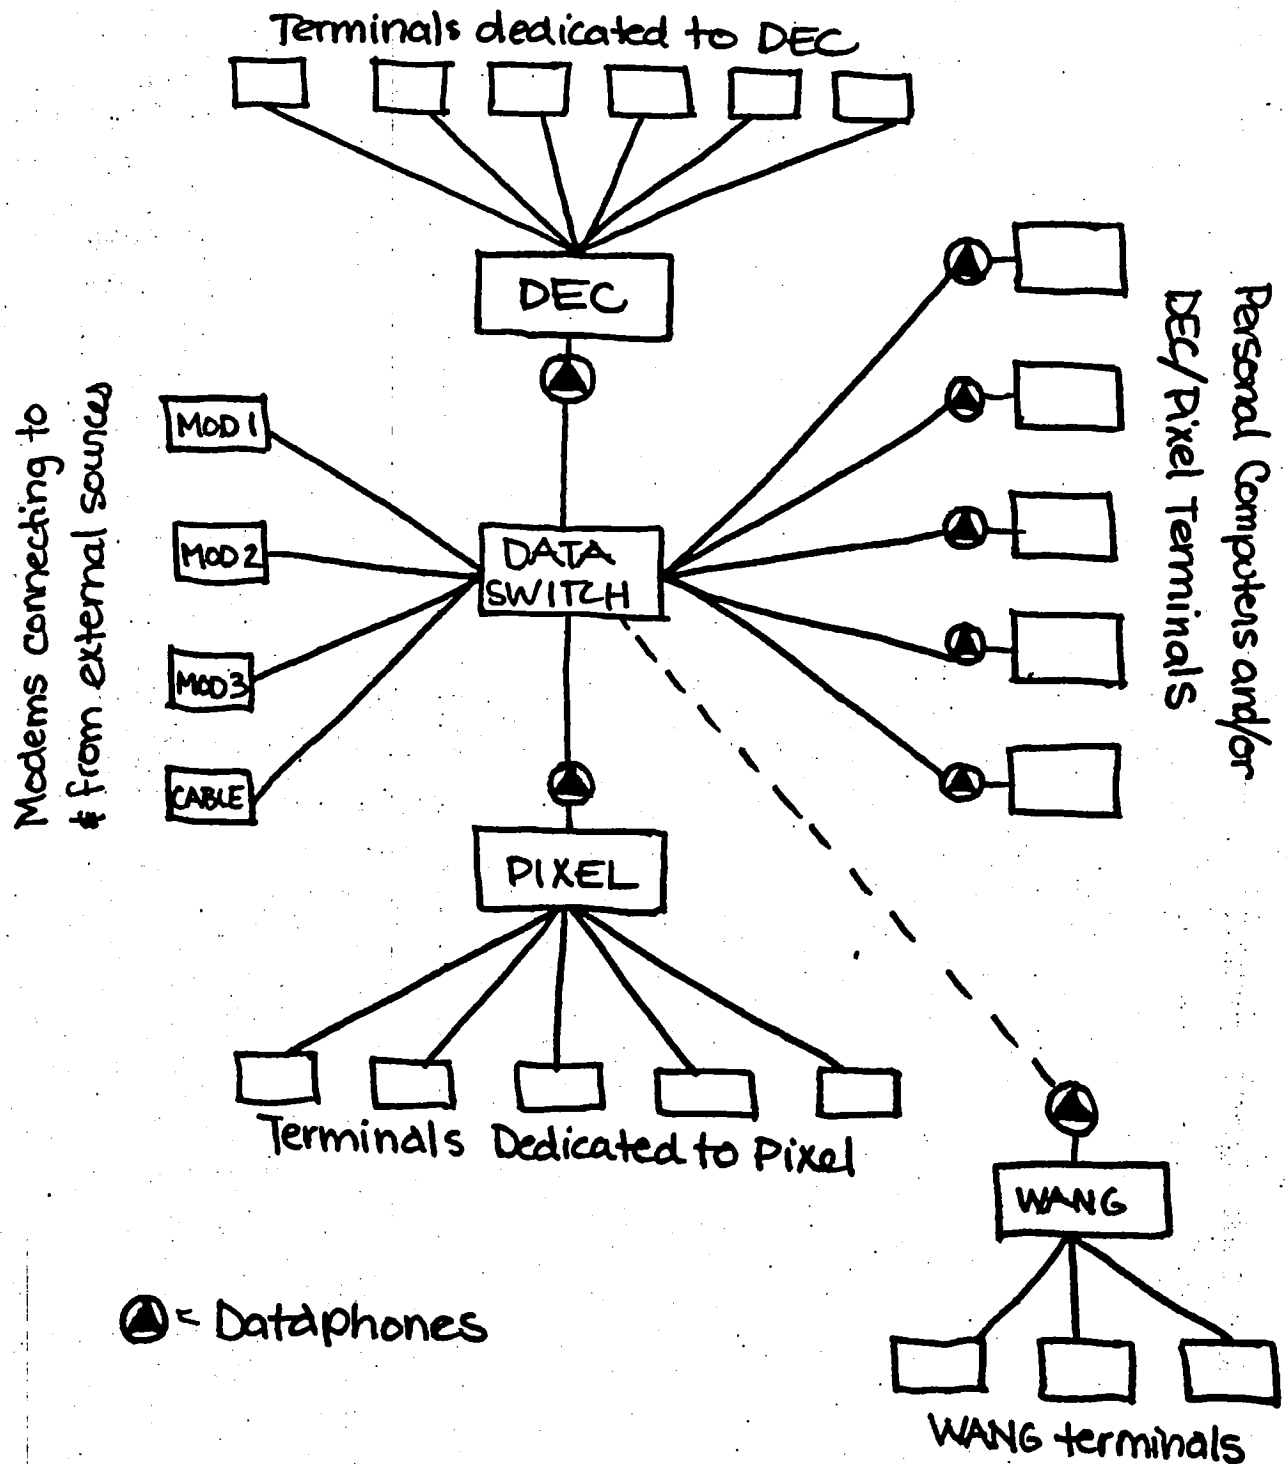 Terminals dedicated to DEC
DEC
Personal Computers and/or
DEC/Pixel Terminals
Modems connecting to
& from external sources
MOD 1
MOD 2
MOD 3
CABLE
DATA
SWITCH
PIXEL
Terminals Dedicated to Pixel
WANG
= Dataphones
WANG terminals